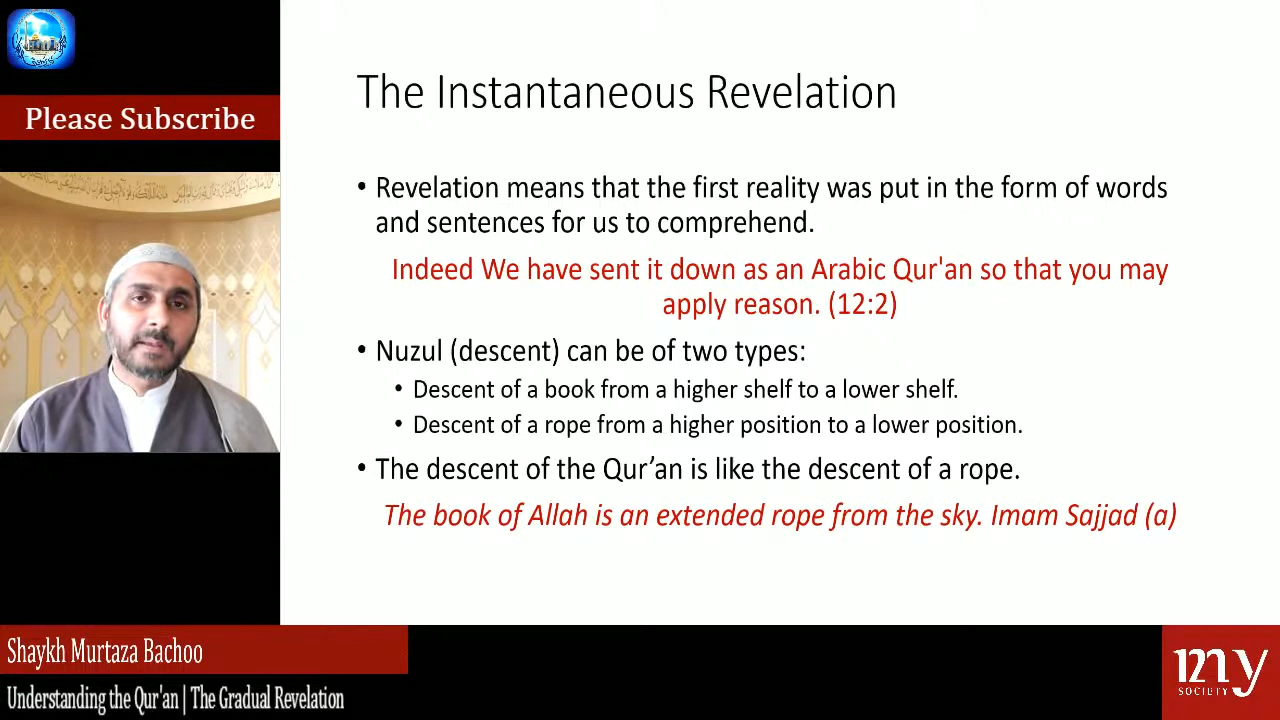 Please Subscribe
The Instantaneous Revelation
• Revelation means that the first reality was put in the form of words
and sentences for us to comprehend.
Indeed We have sent it down as an Arabic Qur'an so that you may
apply reason. (12:2)
• Nuzul (descent) can be of two types:
• Descent of a book from a higher shelf to a lower shelf.
• Descent of a rope from a higher position to a lower position.
• The descent of the Qur’an is like the descent of a rope.
The book of Allah is an extended rope from the sky. Imam Sajjad (a)
Shaykh Murtaza Bachoo
Understanding the Qur'an | The Gradual Revelation
my
SOCIETY